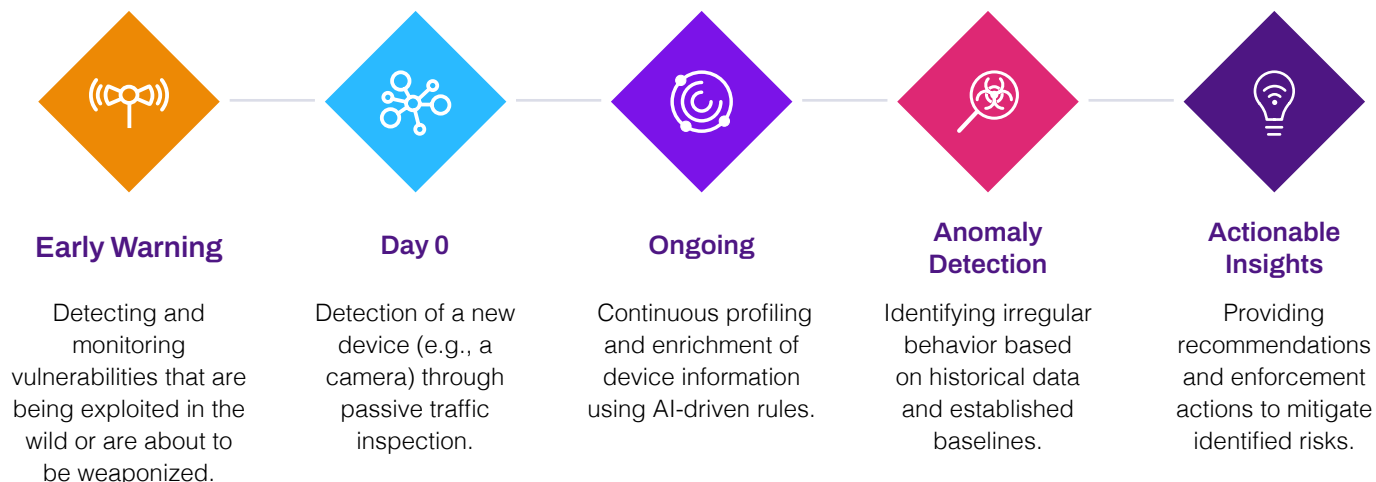 Early Warning
Detecting and
monitoring
vulnerabilities that are
being exploited in the
wild or are about to
be weaponized.
Day 0
Detection of a new
device (e.g., a
camera) through
passive traffic
inspection.
Ongoing
Continuous profiling
and enrichment of
device information
using AI-driven rules.
Anomaly
Detection
Identifying irregular
behavior based
on historical data
and established
baselines.
Actionable
Insights
Providing
recommendations
and enforcement
actions to mitigate
identified risks.